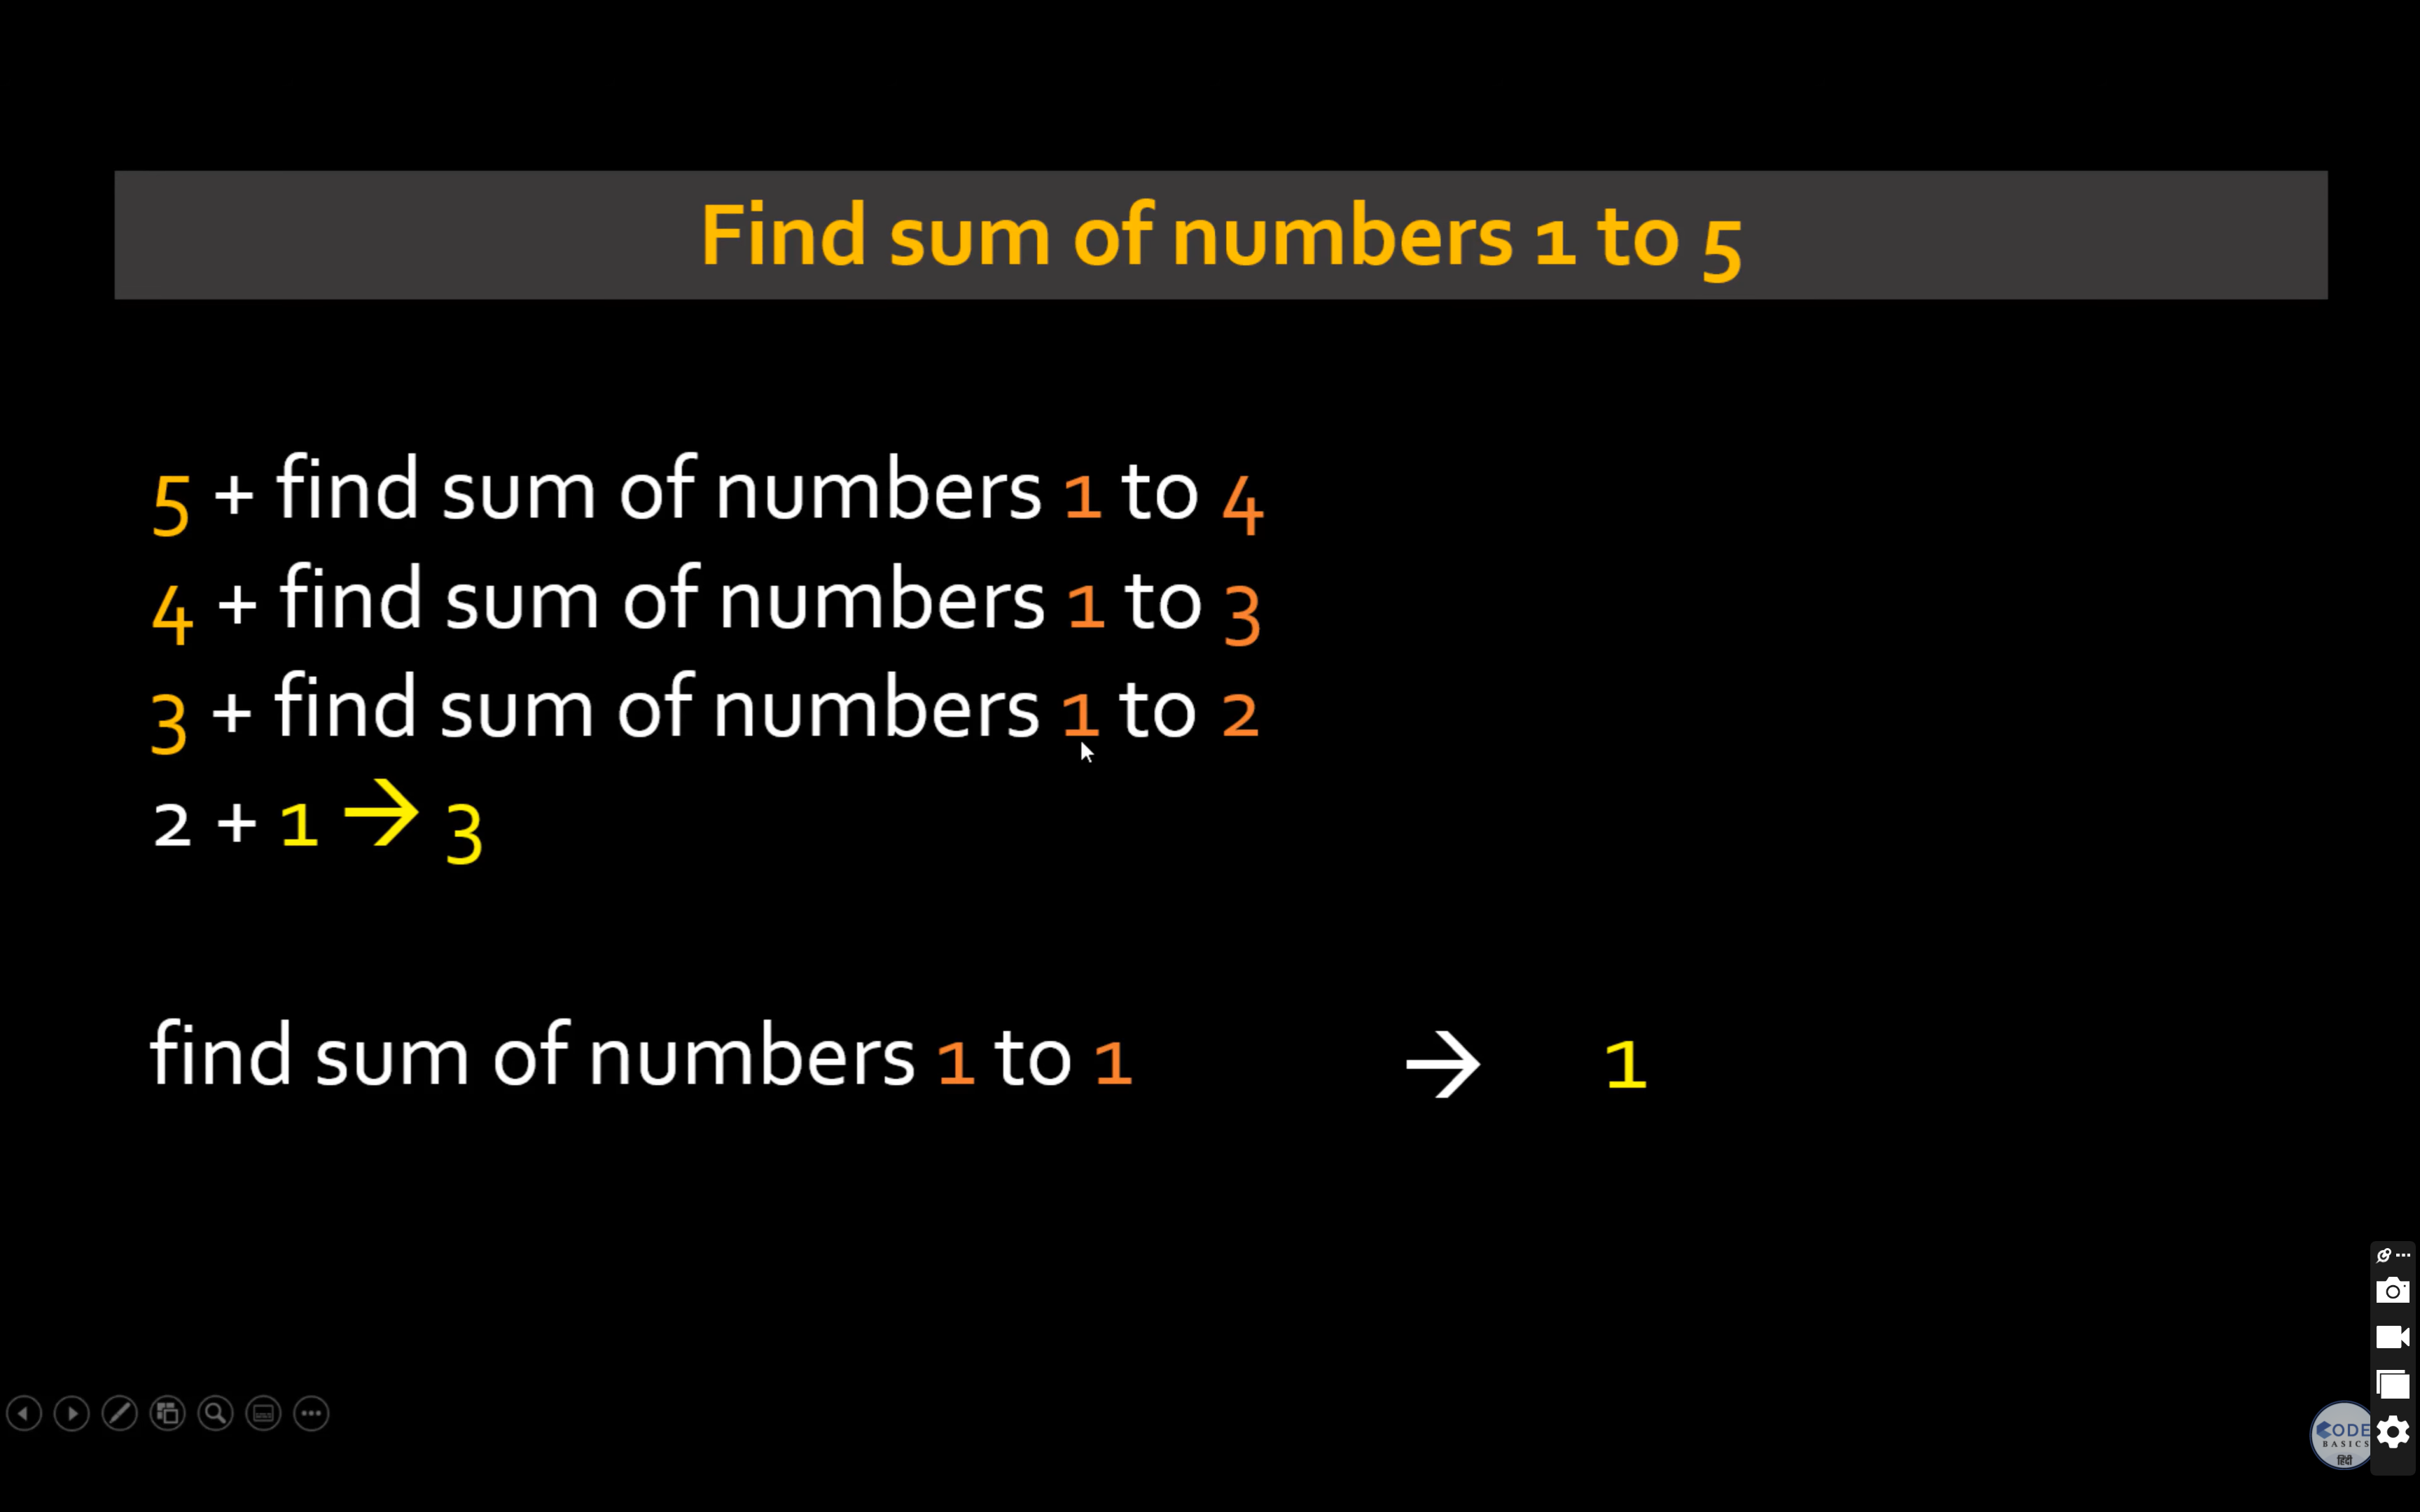 Find sum of numbers 1 to 5
5 + find sum of numbers 1 to 4
4 + find sum of numbers 1 to 3
3 + find sum of numbers 1 to 2
2 + 1 → 3
find sum of numbers 1 to 1 → 1
CODE
BASICS
हिंदी